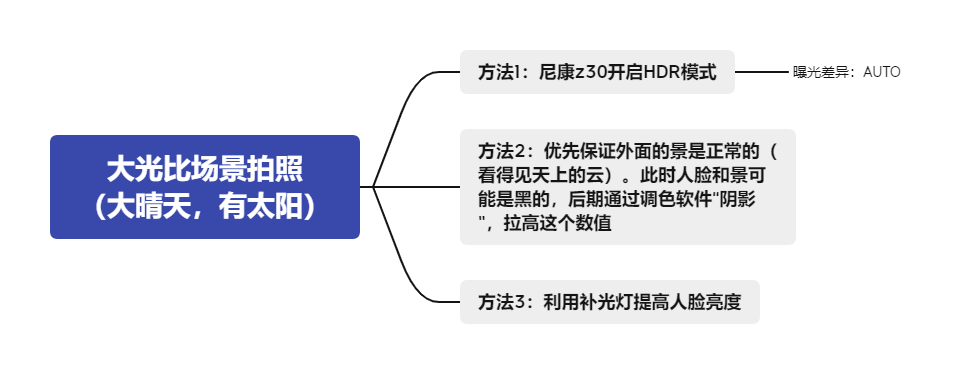 大光比场景拍照
（大晴天，有太阳）
方法1：尼康z30开启HDR模式
曝光差异：AUTO
方法2：优先保证外面的景是正常的（
看得见天上的云）。此时人脸和景可
能是黑的，后期通过调色软件"阴影
"，拉高这个数值
方法3：利用补光灯提高人脸亮度